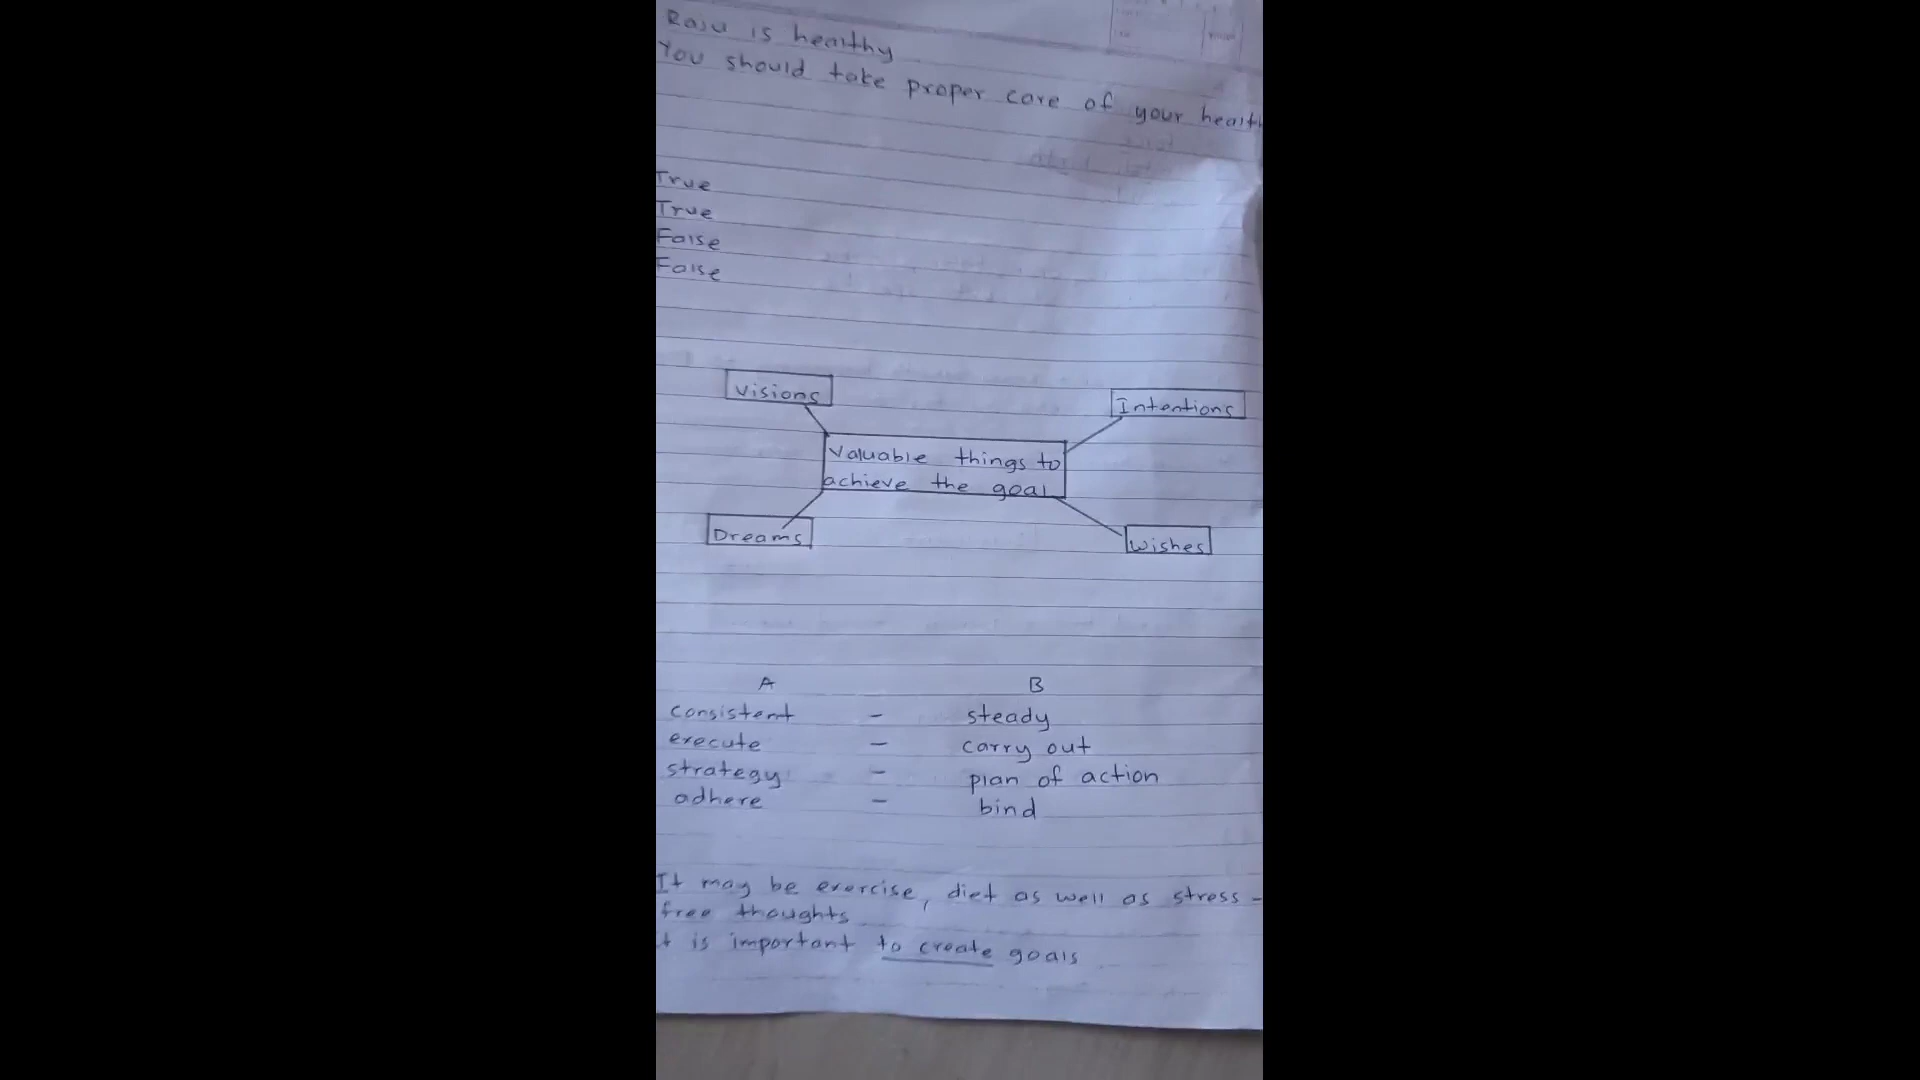 Raju is healthy
You should take proper care of your health
True
True
False
False
Visions
Intentions
Valuable things to
achieve the goal
Dreams
Wishes
A B
consistent - steady
execute - carry out
strategy - plan of action
adhere - bind
It may be exercise, diet as well as stress-
free thoughts
It is important to create goals